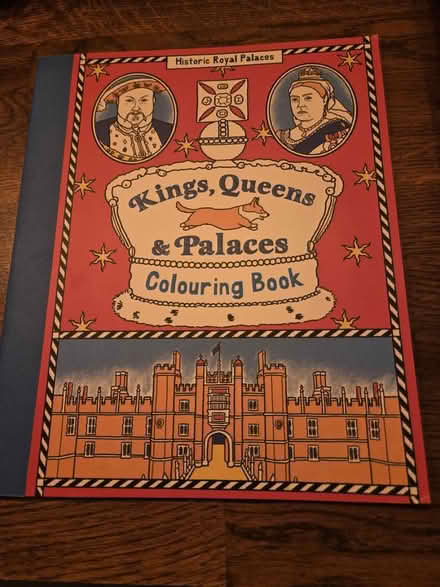 Historic Royal Palaces
Kings, Queens
& Palaces
Colouring Book